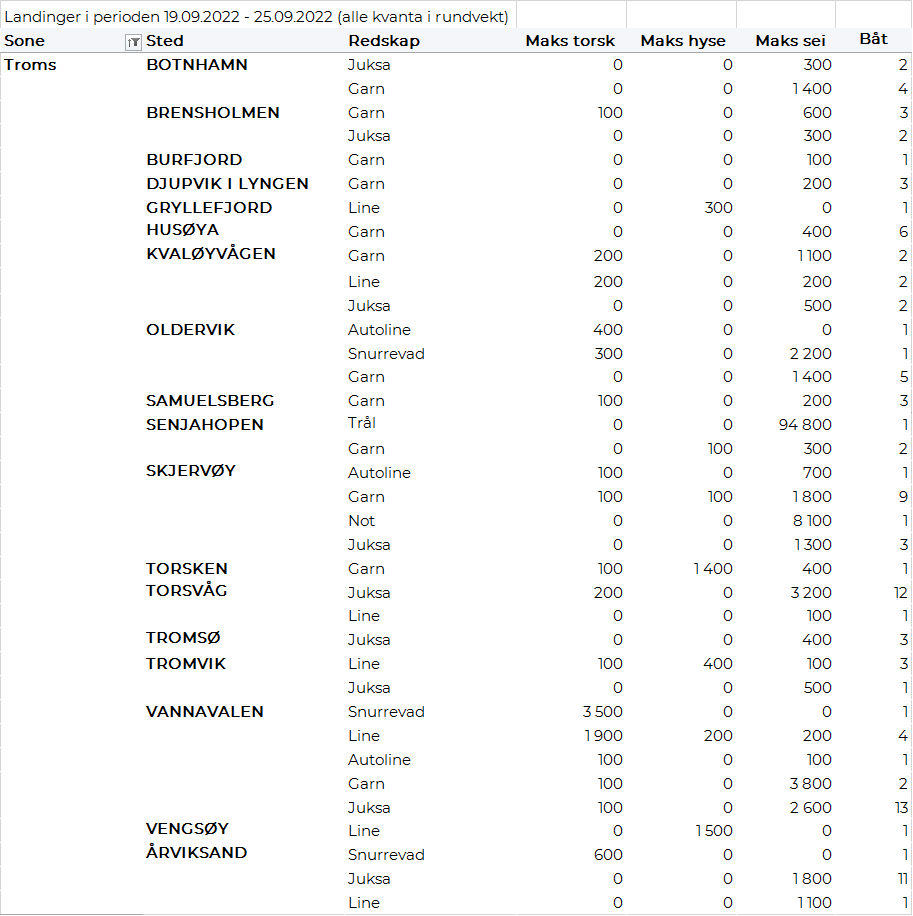 Landinger i perioden 19.09.2022 - 25.09.2022 (alle kvanta i rundvekt)
Sone Sted Redskap Maks torsk Maks hyse Maks sei Båt
Troms BOTNHAMN Juksa 0 0 300 2
Garn 0 0 1 400 4
BRENSHOLMEN Garn 100 0 600 3
Juksa 0 0 300 2
BURFJORD Garn 0 0 100 1
DJUPVIK I LYNGEN Garn 0 0 200 3
GRYLLEFJORD Line 0 300 0 1
HUSØYA Garn 0 0 400 6
KVALØYVÅGEN Garn 200 0 1 100 2
Line 200 0 200 2
Juksa 0 0 500 2
OLDERVIK Autoline 400 0 0 1
Snurrevad 300 0 2 200 1
Garn 0 0 1 400 5
SAMUELSBERG Garn 100 0 200 3
SENJAHOPEN Trål 0 0 94 800 1
Garn 0 100 300 2
SKJERVØY Autoline 100 0 700 1
Garn 100 100 1 800 9
Not 0 0 8 100 1
Juksa 0 0 1 300 3
TORSKEN Garn 100 1 400 400 1
TORSVÅG Juksa 200 0 3 200 12
Line 0 0 100 1
TROMSØ Juksa 0 0 400 3
TROMVIK Line 100 400 100 3
Juksa 0 0 500 1
VANNAVALEN Snurrevad 3 500 0 0 1
Line 1 900 200 200 4
Autoline 100 0 100 1
Garn 100 0 3 800 2
Juksa 100 0 2 600 13
VENGSØY Line 0 1 500 0 1
ÅRVIKSAND Snurrevad 600 0 0 1
Juksa 0 0 1 800 11
Line 0 0 1 100 1